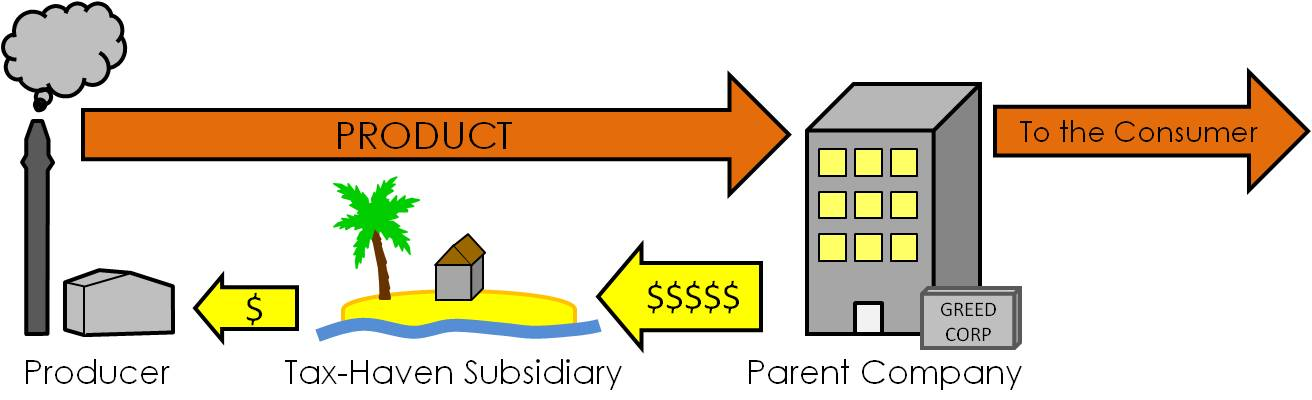 PRODUCT
To the Consumer
$
$$$$$
GREED
CORP
Producer
Tax-Haven Subsidiary
Parent Company